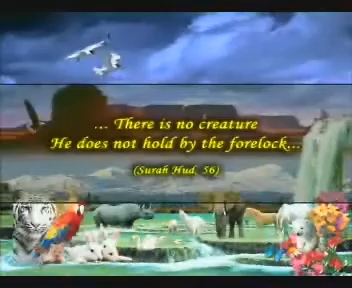 ... There is no creature
He does not hold by the forelock...
(Surah Hud, 56)